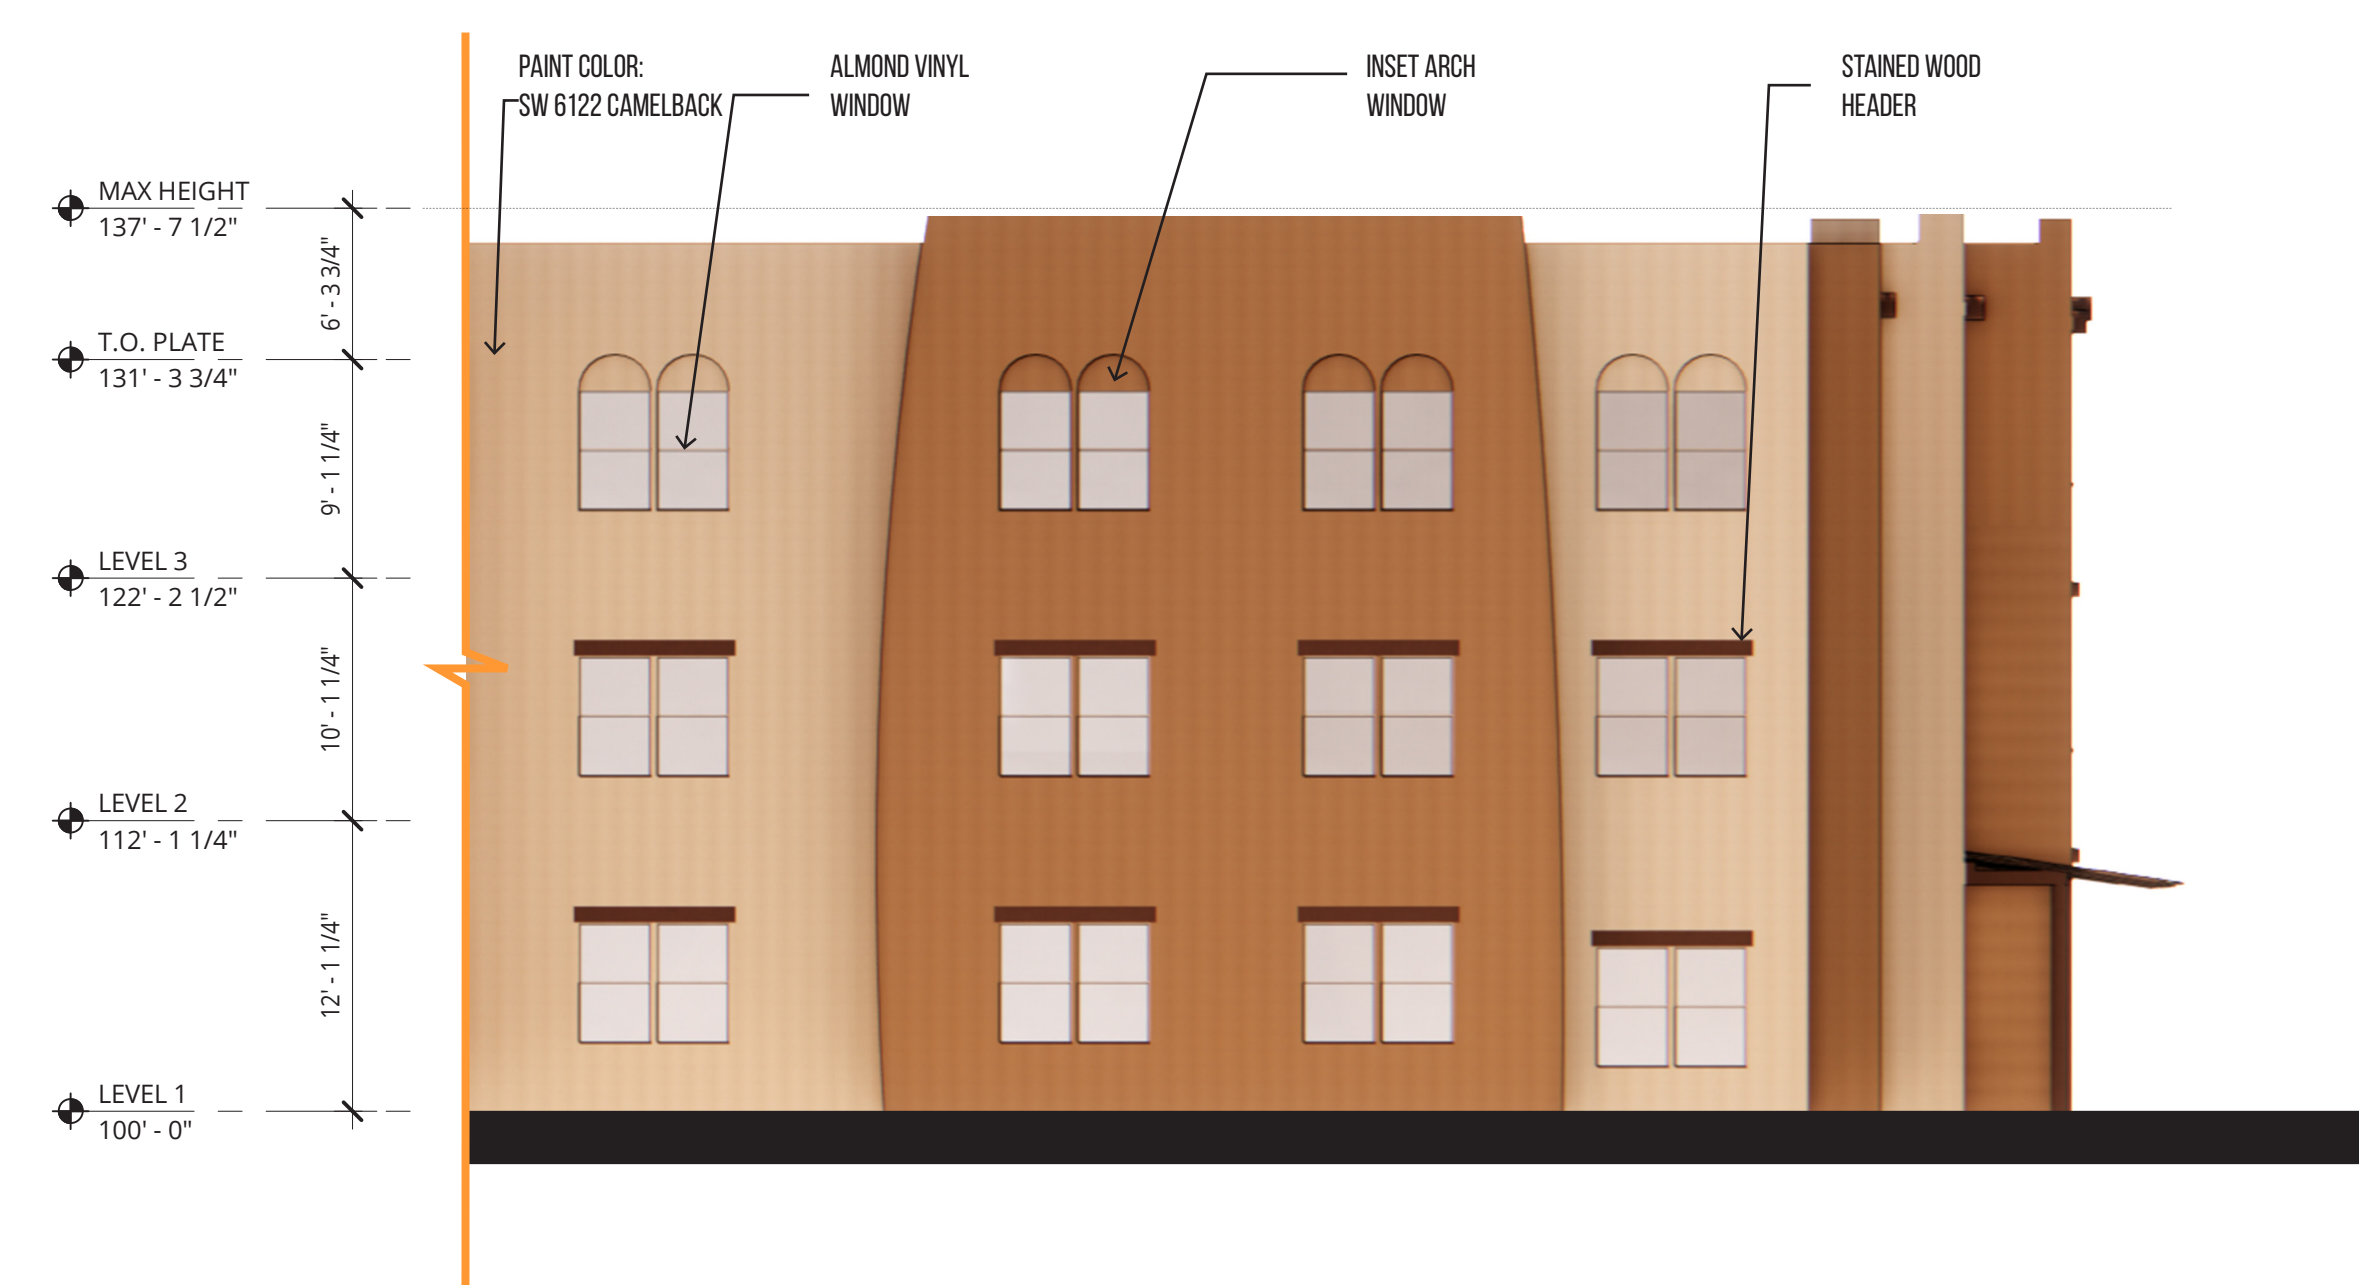 PAINT COLOR:
SW 6122 CAMELBACK
ALMOND VINYL
WINDOW
INSET ARCH
WINDOW
STAINED WOOD
HEADER
MAX HEIGHT
137' - 7 1/2"
6' - 3 3/4"
T.O. PLATE
131' - 3 3/4"
9' - 1 1/4"
LEVEL 3
122' - 2 1/2"
10' - 1 1/4"
LEVEL 2
112' - 1 1/4"
12' - 1 1/4"
LEVEL 1
100' - 0"